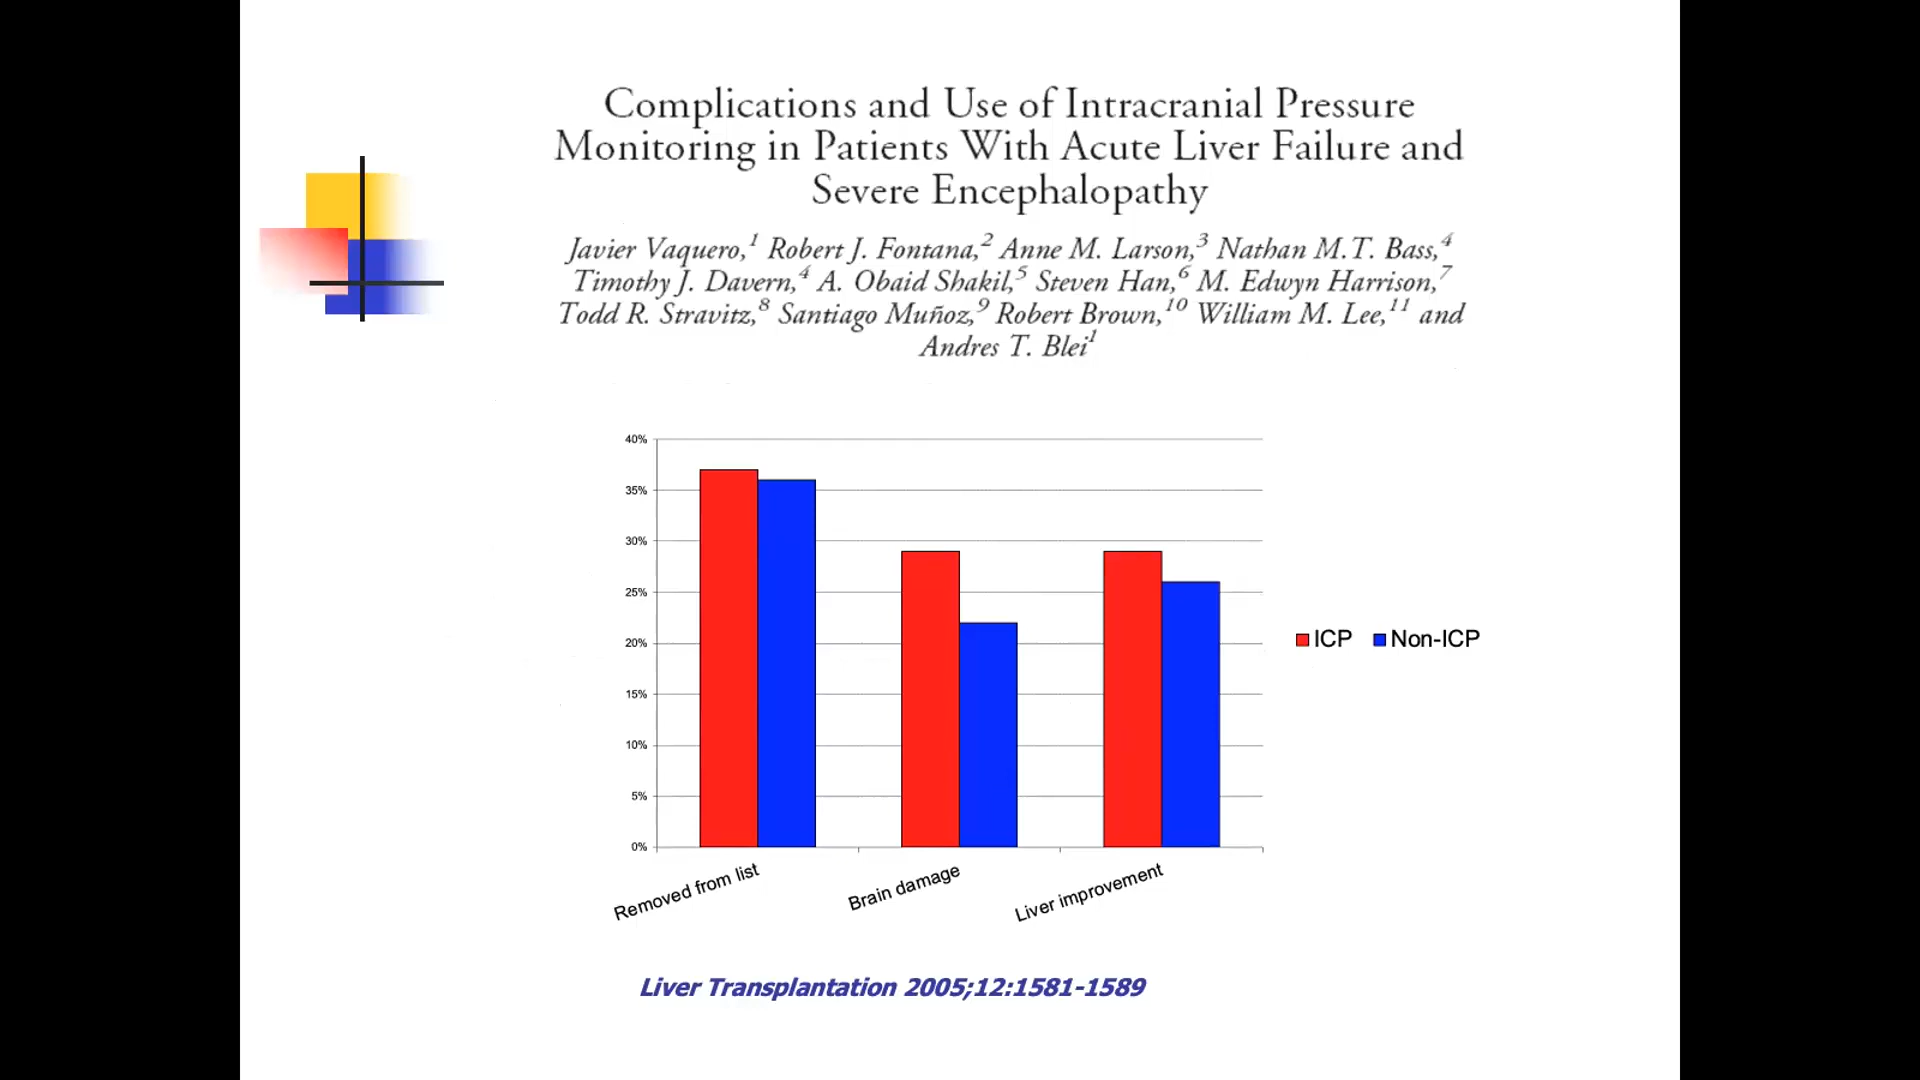 Complications and Use of Intracranial Pressure
Monitoring in Patients With Acute Liver Failure and
Severe Encephalopathy
Javier Vaquero,1 Robert J. Fontana,2 Anne M. Larson,3 Nathan M.T. Bass,4
Timothy J. Davern,4 A. Obaid Shakil,5 Steven Han,6 M. Edwyn Harrison,7
Todd R. Stravitz,8 Santiago Muñoz,9 Robert Brown,10 William M. Lee,11 and
Andres T. Blei1
40%
35%
30%
25%
20%
15%
10%
5%
0%
Removed from list
Brain damage
Liver improvement
ICP
Non-ICP
Liver Transplantation 2005;12:1581-1589